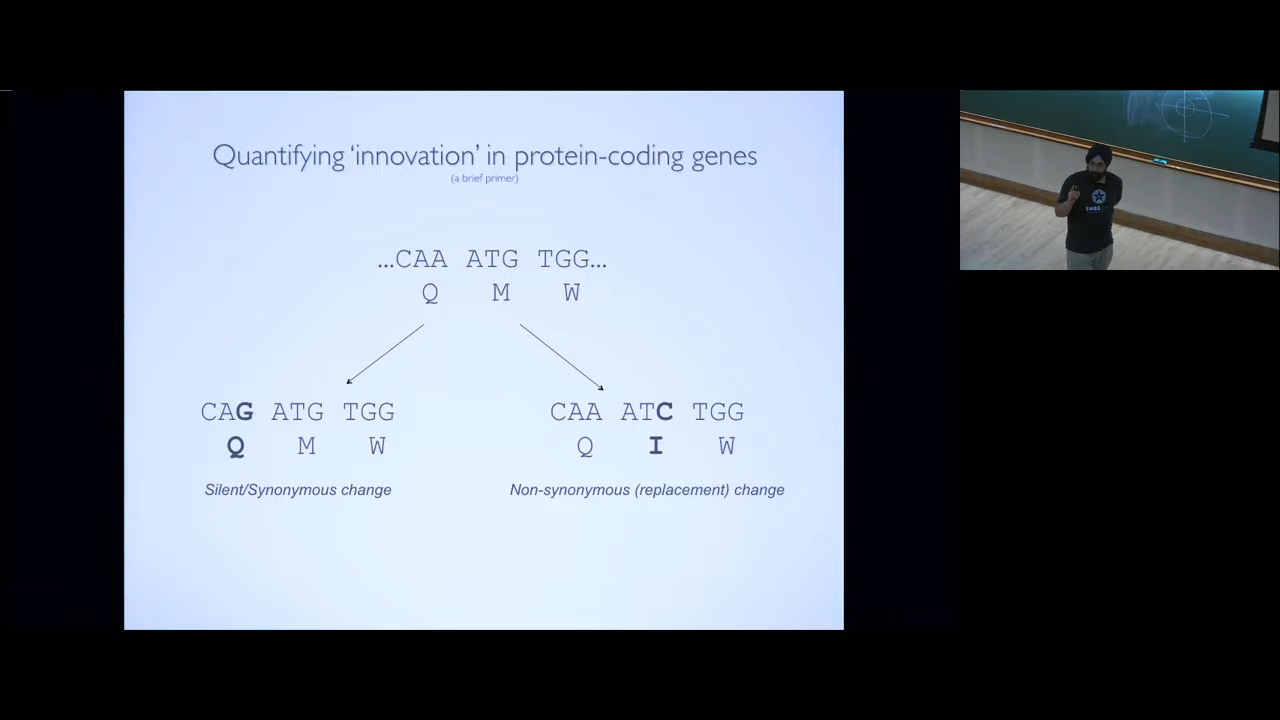 Quantifying ‘innovation’ in protein-coding genes
(a brief primer)
...CAA ATG TGG...
Q M W
CAG ATG TGG
Q M W
Silent/Synonymous change
CAA ATC TGG
Q I W
Non-synonymous (replacement) change
SMBE